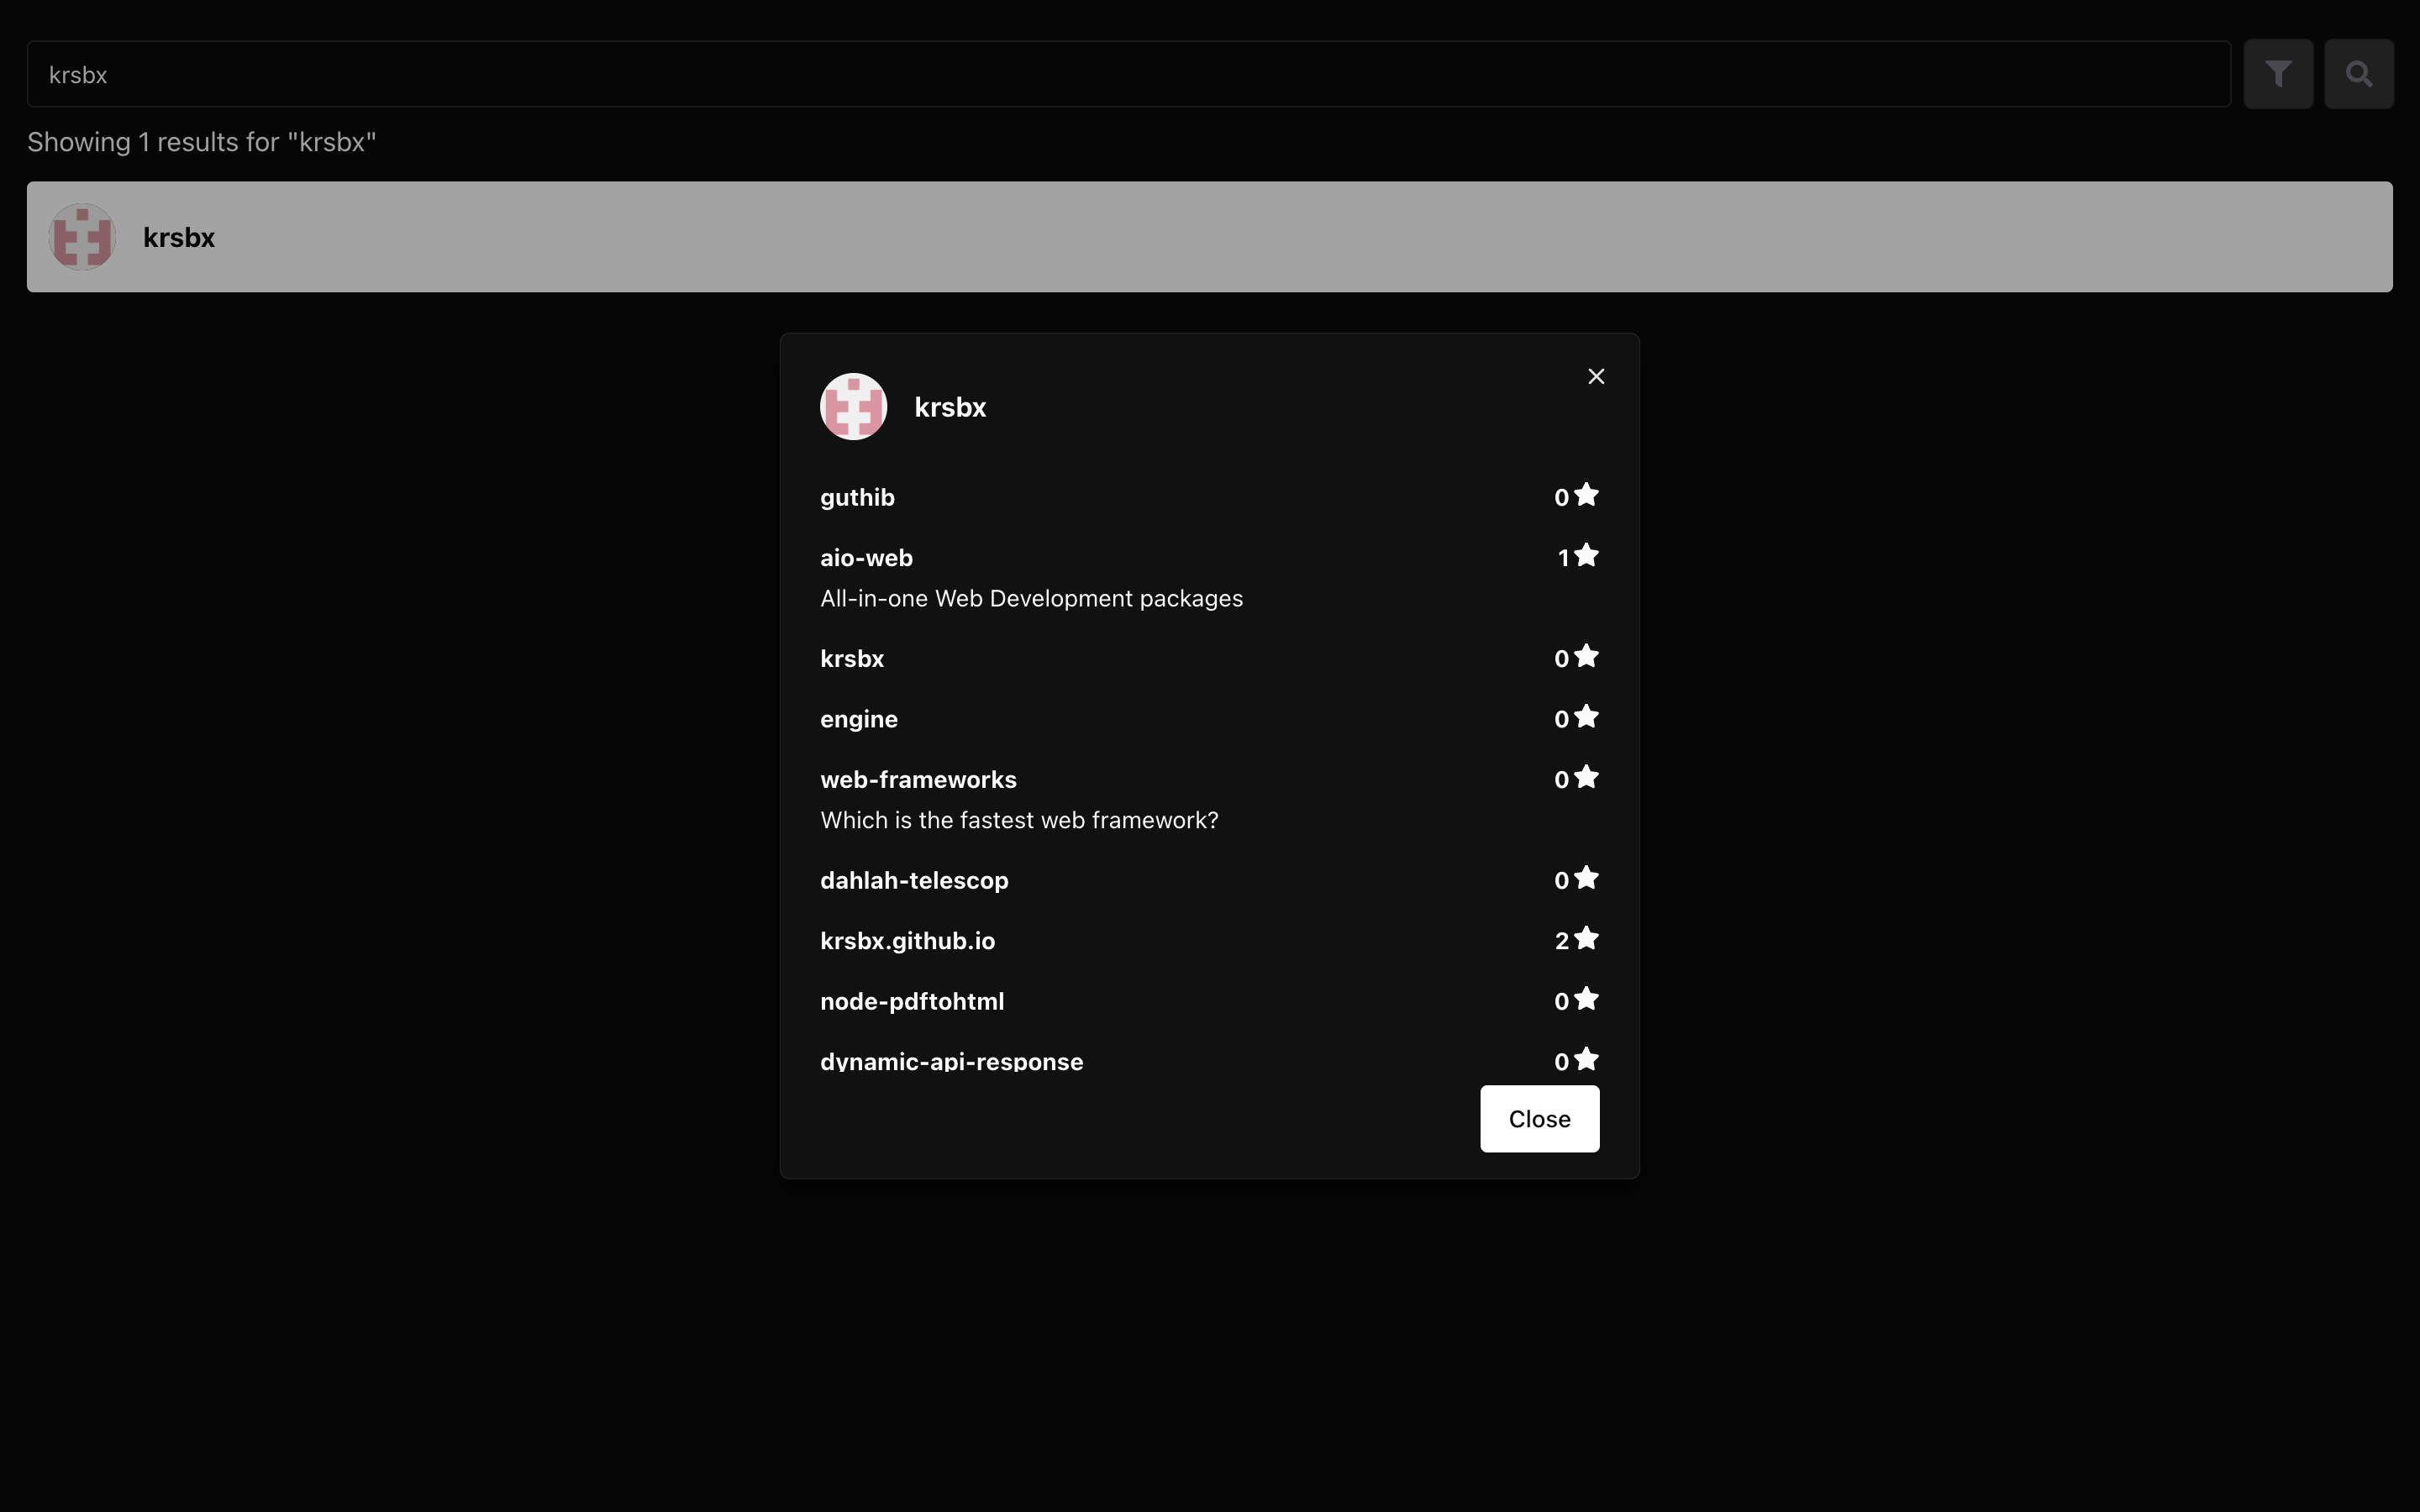 krsbx
Showing 1 results for "krsbx"
krsbx
krsbx
guthib 0
aio-web 1
All-in-one Web Development packages
krsbx 0
engine 0
web-frameworks 0
Which is the fastest web framework?
dahlah-telescop 0
krsbx.github.io 2
node-pdftohtml 0
dynamic-api-response 0
Close